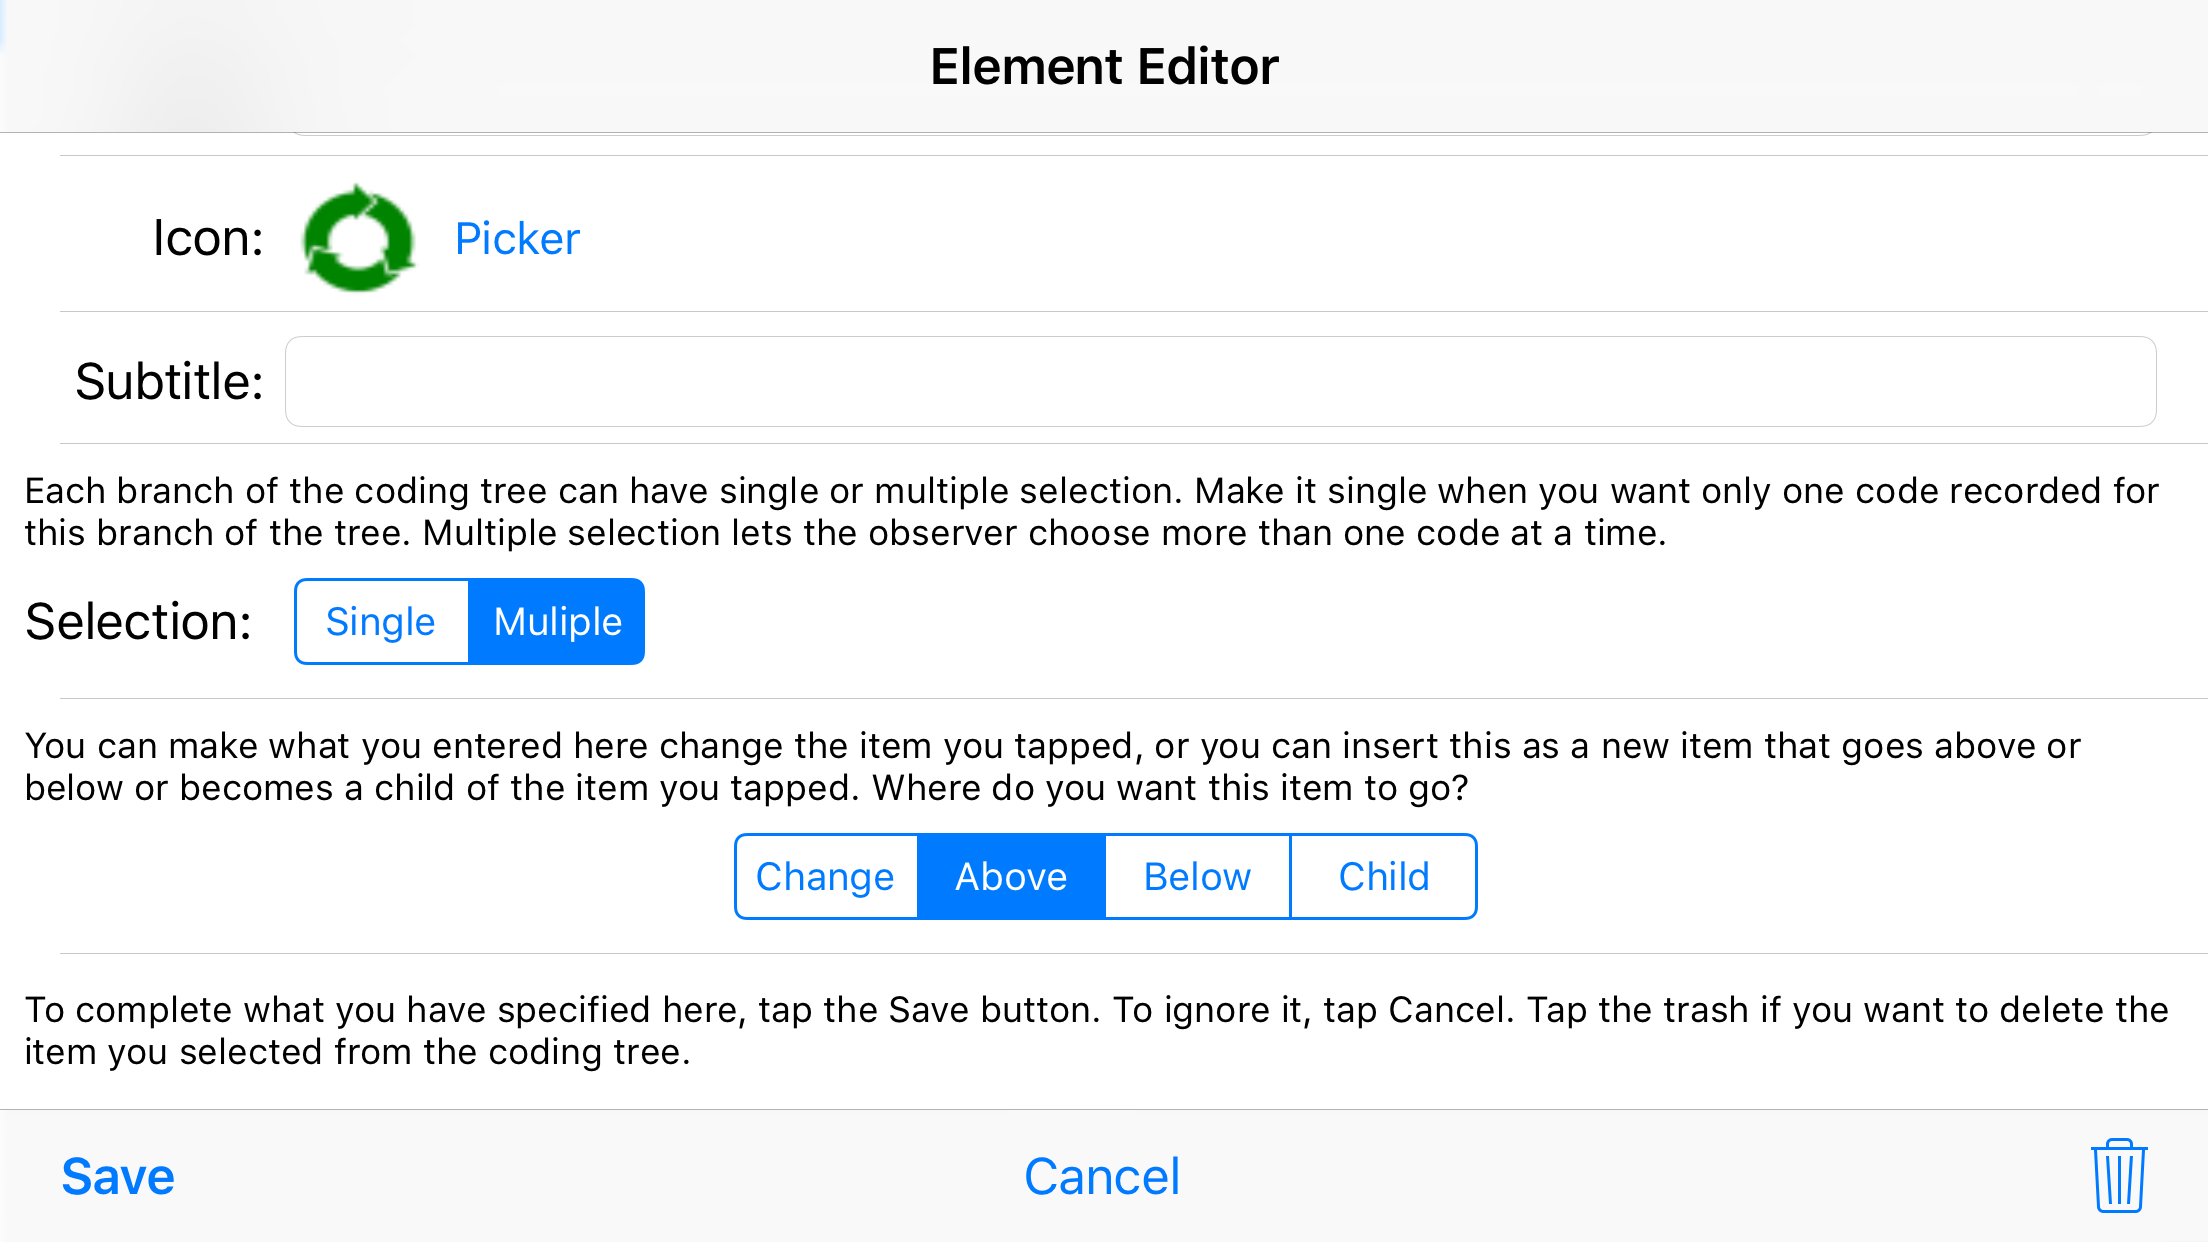 Element Editor
Icon: Picker
Subtitle:
Each branch of the coding tree can have single or multiple selection. Make it single when you want only one code recorded for
this branch of the tree. Multiple selection lets the observer choose more than one code at a time.
Selection: Single Muliple
You can make what you entered here change the item you tapped, or you can insert this as a new item that goes above or
below or becomes a child of the item you tapped. Where do you want this item to go?
Change Above Below Child
To complete what you have specified here, tap the Save button. To ignore it, tap Cancel. Tap the trash if you want to delete the
item you selected from the coding tree.
Save Cancel